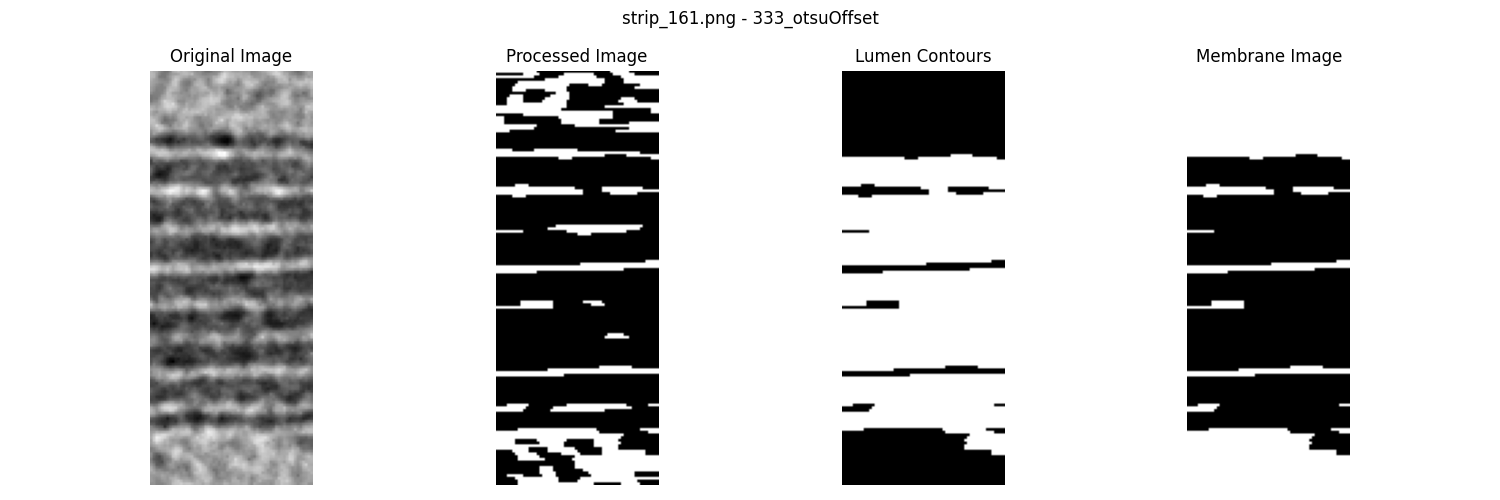 strip_161.png - 333_otsuOffset
Original Image
Processed Image
Lumen Contours
Membrane Image